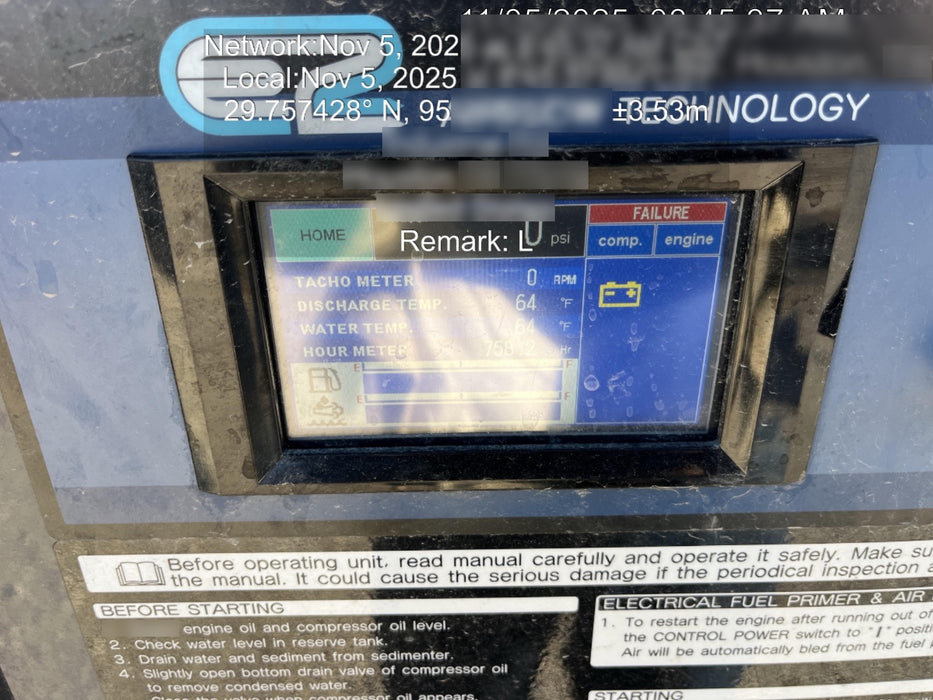 Network:Nov 5, 202
Local:Nov 5, 2025
29.757428° N, 95
±3.53m
TECHNOLOGY
HOME
psi
Remark: L
FAILURE
comp. engine
TACHO METER 0 RPM
DISCHARGE TEMP. 64 °F
WATER TEMP. 64 °F
HOUR METER Hr
E F
E F
Before operating unit, read manual carefully and operate it safely. Make su
the manual. It could cause the serious damage if the periodical inspection
BEFORE STARTING
engine oil and compressor oil level.
2. Check water level in reserve tank.
3. Drain water and sediment from sedimenter.
4. Slightly open bottom drain valve of compressor oil
to remove condensed water.
valve when compressor oil appears.
ELECTRICAL FUEL PRIMER & AIR
1. To restart the engine after running out of
the CONTROL POWER switch to "I" positi
Air will be automatically bled from the fuel
STARTING